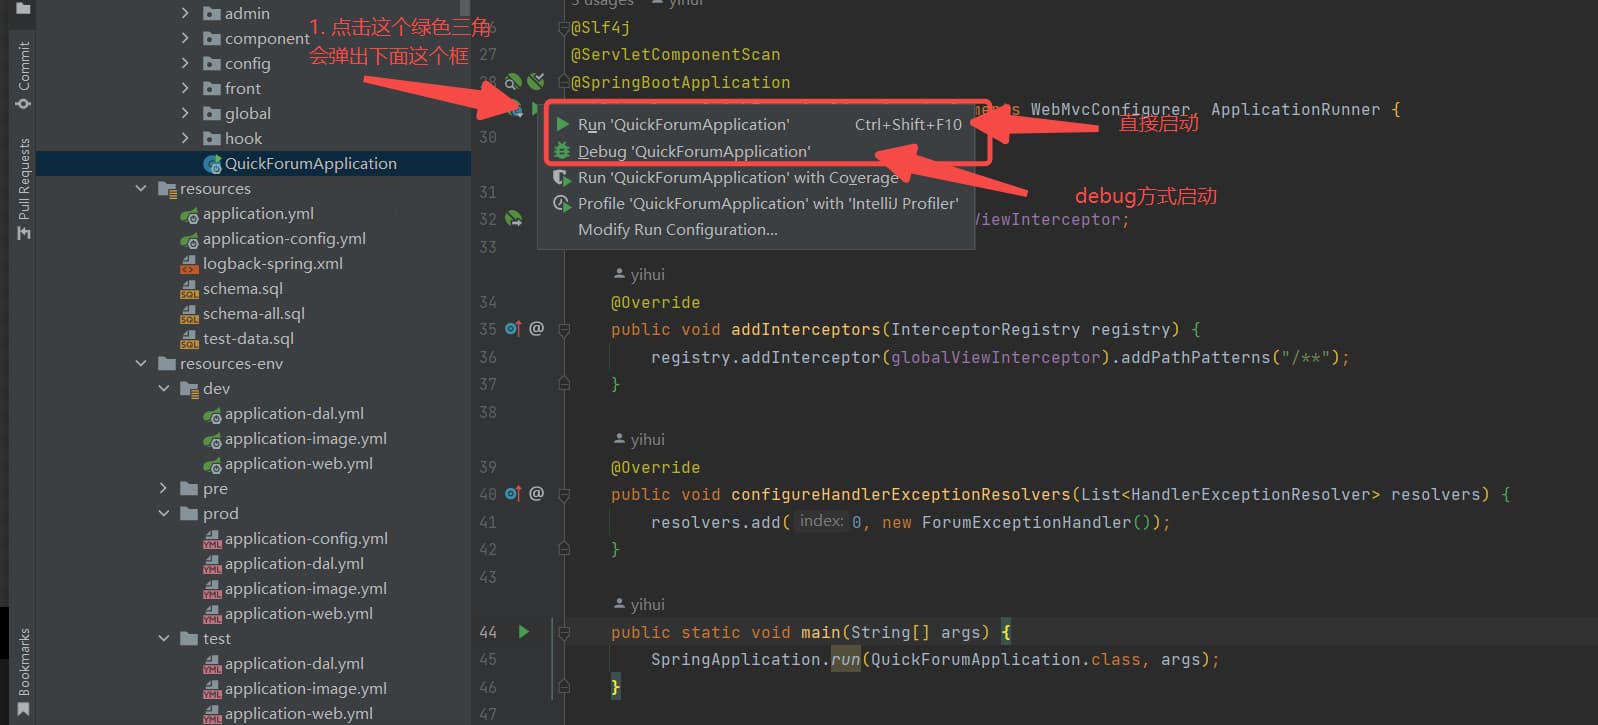 Commit
Pull Requests
Bookmarks
admin
component
config
front
global
hook
QuickForumApplication
resources
application.yml
application-config.yml
logback-spring.xml
schema.sql
schema-all.sql
test-data.sql
resources-env
dev
application-dal.yml
application-image.yml
application-web.yml
pre
prod
application-config.yml
application-dal.yml
application-image.yml
application-web.yml
test
application-dal.yml
application-image.yml
application-web.yml
1. 点击这个绿色三角
会弹出下面这个框
usages yihui
@Slf4j
27 @ServletComponentScan
@SpringBootApplication
WebMvcConfigurer, ApplicationRunner {
Run 'QuickForumApplication' Ctrl+Shift+F10
直接启动
30
Debug 'QuickForumApplication'
Run 'QuickForumApplication' with Coverage
debug方式启动
31
Profile 'QuickForumApplication' with 'IntelliJ Profiler'
32 ViewInterceptor;
Modify Run Configuration...
33
yihui
34 @Override
35 @ public void addInterceptors(InterceptorRegistry registry) {
36 registry.addInterceptor(globalViewInterceptor).addPathPatterns("/**");
37 }
38
yihui
39 @Override
40 @ public void configureHandlerExceptionResolvers(List<HandlerExceptionResolver> resolvers) {
41 resolvers.add( index: 0, new ForumExceptionHandler());
42 }
43
yihui
44 public static void main(String[] args) {
45 SpringApplication.run(QuickForumApplication.class, args);
46 }
47